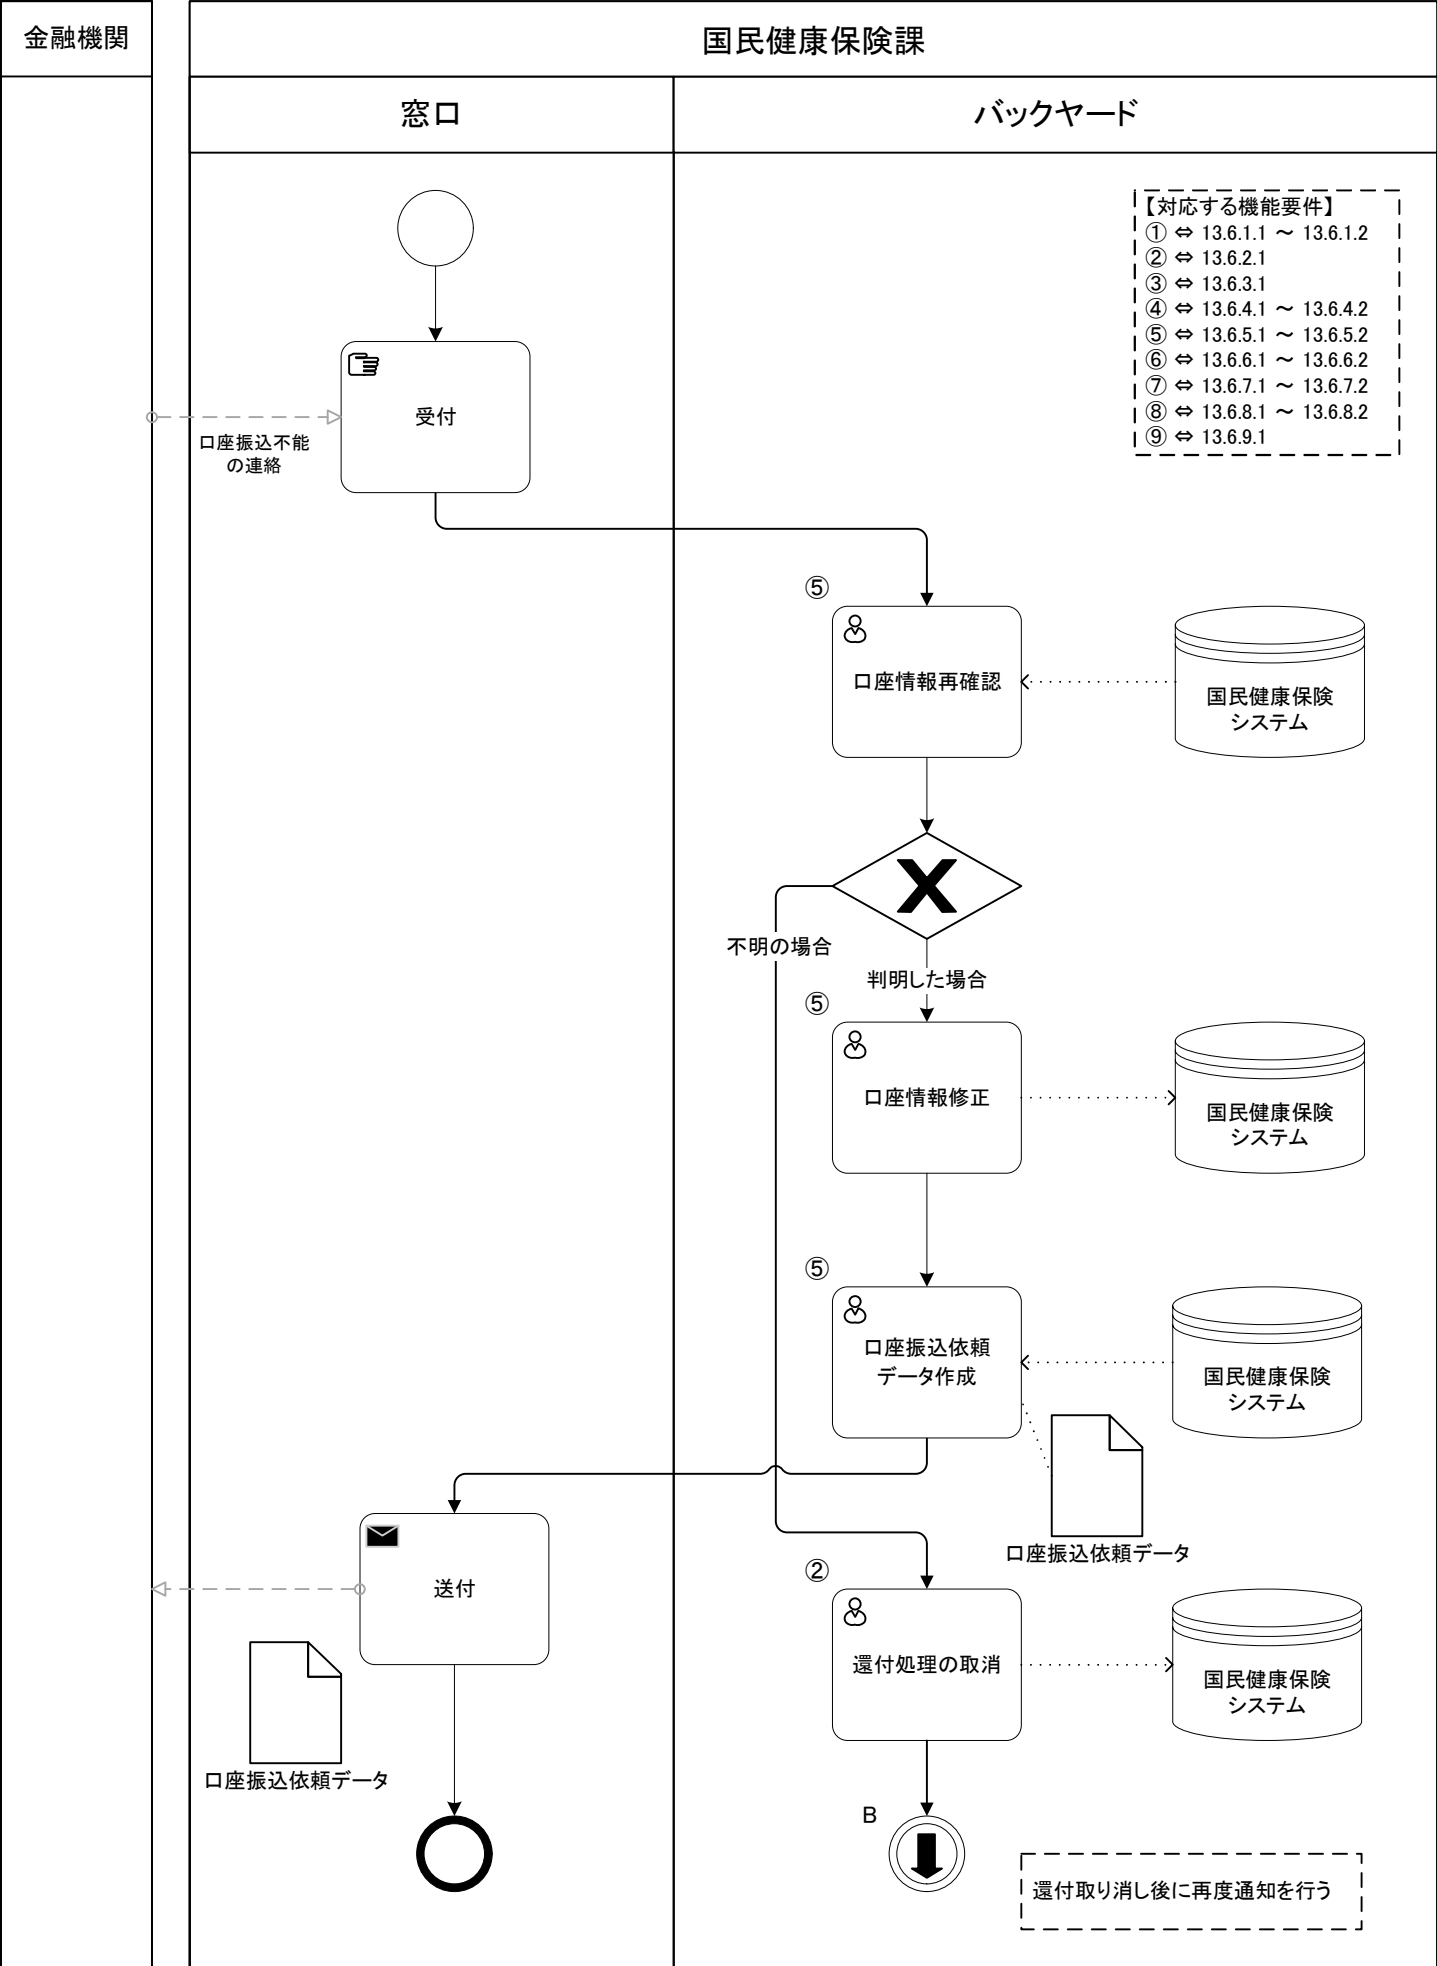 金融機関
国民健康保険課
窓口
バックヤード
【対応する機能要件】
① ⇔ 13.6.1.1 ～ 13.6.1.2
② ⇔ 13.6.2.1
③ ⇔ 13.6.3.1
④ ⇔ 13.6.4.1 ～ 13.6.4.2
⑤ ⇔ 13.6.5.1 ～ 13.6.5.2
⑥ ⇔ 13.6.6.1 ～ 13.6.6.2
⑦ ⇔ 13.6.7.1 ～ 13.6.7.2
⑧ ⇔ 13.6.8.1 ～ 13.6.8.2
⑨ ⇔ 13.6.9.1
受付
口座振込不能
の連絡
⑤
口座情報再確認
国民健康保険
システム
不明の場合
判明した場合
⑤
口座情報修正
国民健康保険
システム
⑤
口座振込依頼
データ作成
国民健康保険
システム
口座振込依頼データ
送付
口座振込依頼データ
②
還付処理の取消
国民健康保険
システム
B
還付取り消し後に再度通知を行う